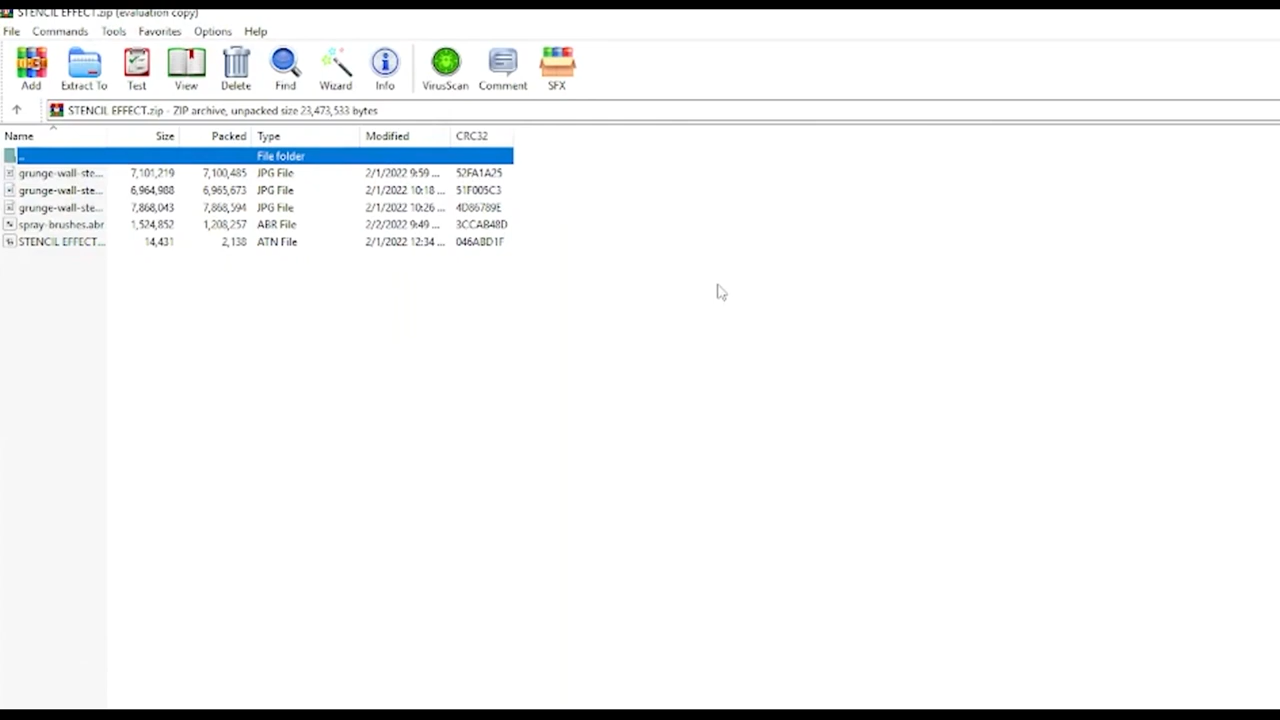 STENCIL EFFECT.zip (evaluation copy)
File Commands Tools Favorites Options Help
Add Extract To Test View Delete Find Wizard Info VirusScan Comment SFX
STENCIL EFFECT.zip - ZIP archive, unpacked size 23,473,533 bytes
Name Size Packed Type Modified CRC32
.. File folder
grunge-wall-ste... 7,101,219 7,100,485 JPG File 2/1/2022 9:59 ... 52FA1A25
grunge-wall-ste... 6,964,988 6,965,673 JPG File 2/1/2022 10:18 ... 51F005C3
grunge-wall-ste... 7,868,043 7,868,594 JPG File 2/1/2022 10:26 ... 4D86789E
spray-brushes.abr 1,524,852 1,208,257 ABR File 2/2/2022 9:49 ... 3CCAB48D
STENCIL EFFECT... 14,431 2,138 ATN File 2/1/2022 12:34 ... 046ABD1F